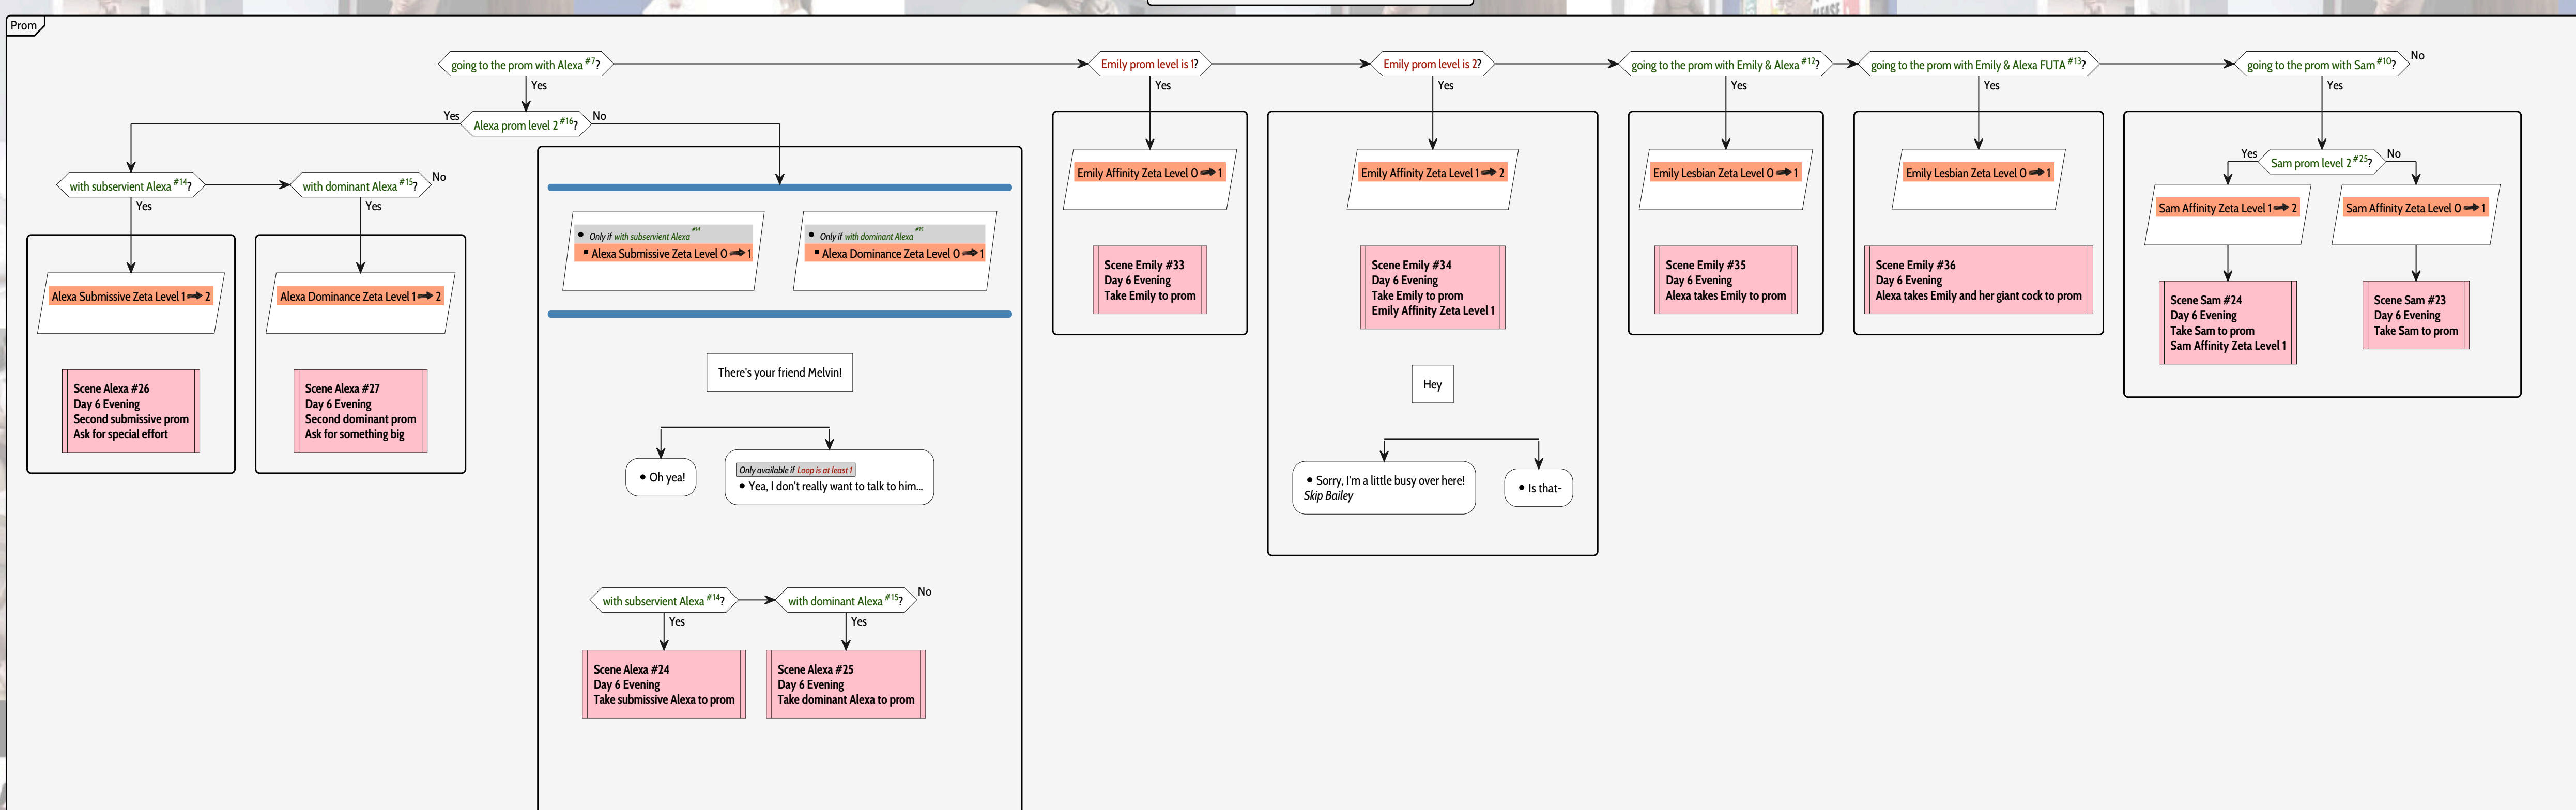 Prom
going to the prom with Alexa #7?
Emily prom level is 1?
Emily prom level is 2?
going to the prom with Emily & Alexa #12?
going to the prom with Emily & Alexa FUTA #13?
going to the prom with Sam #10?
No
Yes
Yes
Yes
Yes
Yes
Yes
Yes
Alexa prom level 2 #16?
No
with subservient Alexa #14?
with dominant Alexa #15?
No
Yes
Yes
Alexa Submissive Zeta Level 1 ➡ 2
Alexa Dominance Zeta Level 1 ➡ 2
Scene Alexa #26
Day 6 Evening
Second submissive prom
Ask for special effort
Scene Alexa #27
Day 6 Evening
Second dominant prom
Ask for something big
• Only if with subservient Alexa #14
▪ Alexa Submissive Zeta Level 0 ➡ 1
• Only if with dominant Alexa #15
▪ Alexa Dominance Zeta Level 0 ➡ 1
There's your friend Melvin!
• Oh yea!
Only available if Loop is at least 1
• Yea, I don't really want to talk to him...
with subservient Alexa #14?
with dominant Alexa #15?
No
Yes
Yes
Scene Alexa #24
Day 6 Evening
Take submissive Alexa to prom
Scene Alexa #25
Day 6 Evening
Take dominant Alexa to prom
Emily Affinity Zeta Level 0 ➡ 1
Scene Emily #33
Day 6 Evening
Take Emily to prom
Emily Affinity Zeta Level 1 ➡ 2
Scene Emily #34
Day 6 Evening
Take Emily to prom
Emily Affinity Zeta Level 1
Hey
• Sorry, I'm a little busy over here!
Skip Bailey
• Is that-
Emily Lesbian Zeta Level 0 ➡ 1
Scene Emily #35
Day 6 Evening
Alexa takes Emily to prom
Emily Lesbian Zeta Level 0 ➡ 1
Scene Emily #36
Day 6 Evening
Alexa takes Emily and her giant cock to prom
Yes
Sam prom level 2 #25?
No
Sam Affinity Zeta Level 1 ➡ 2
Sam Affinity Zeta Level 0 ➡ 1
Scene Sam #24
Day 6 Evening
Take Sam to prom
Sam Affinity Zeta Level 1
Scene Sam #23
Day 6 Evening
Take Sam to prom